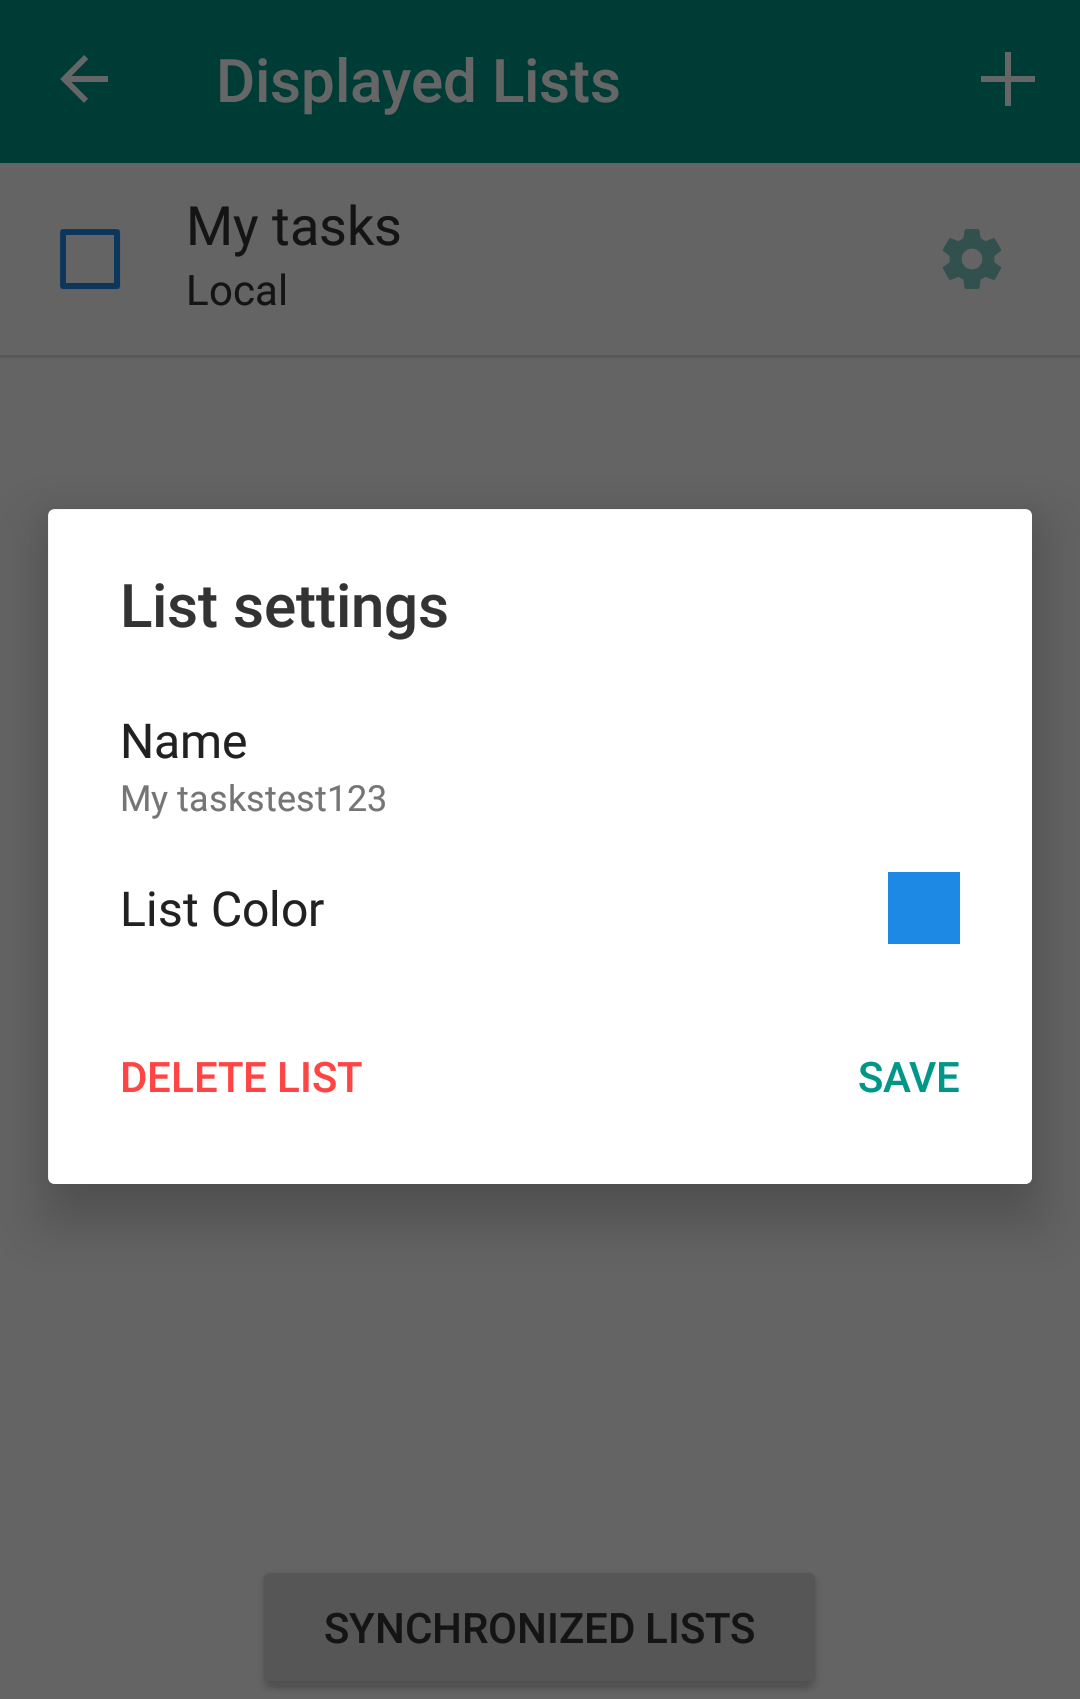 Displayed Lists
My tasks
Local
List settings
Name
My taskstest123
List Color
DELETE LIST
SAVE
SYNCHRONIZED LISTS